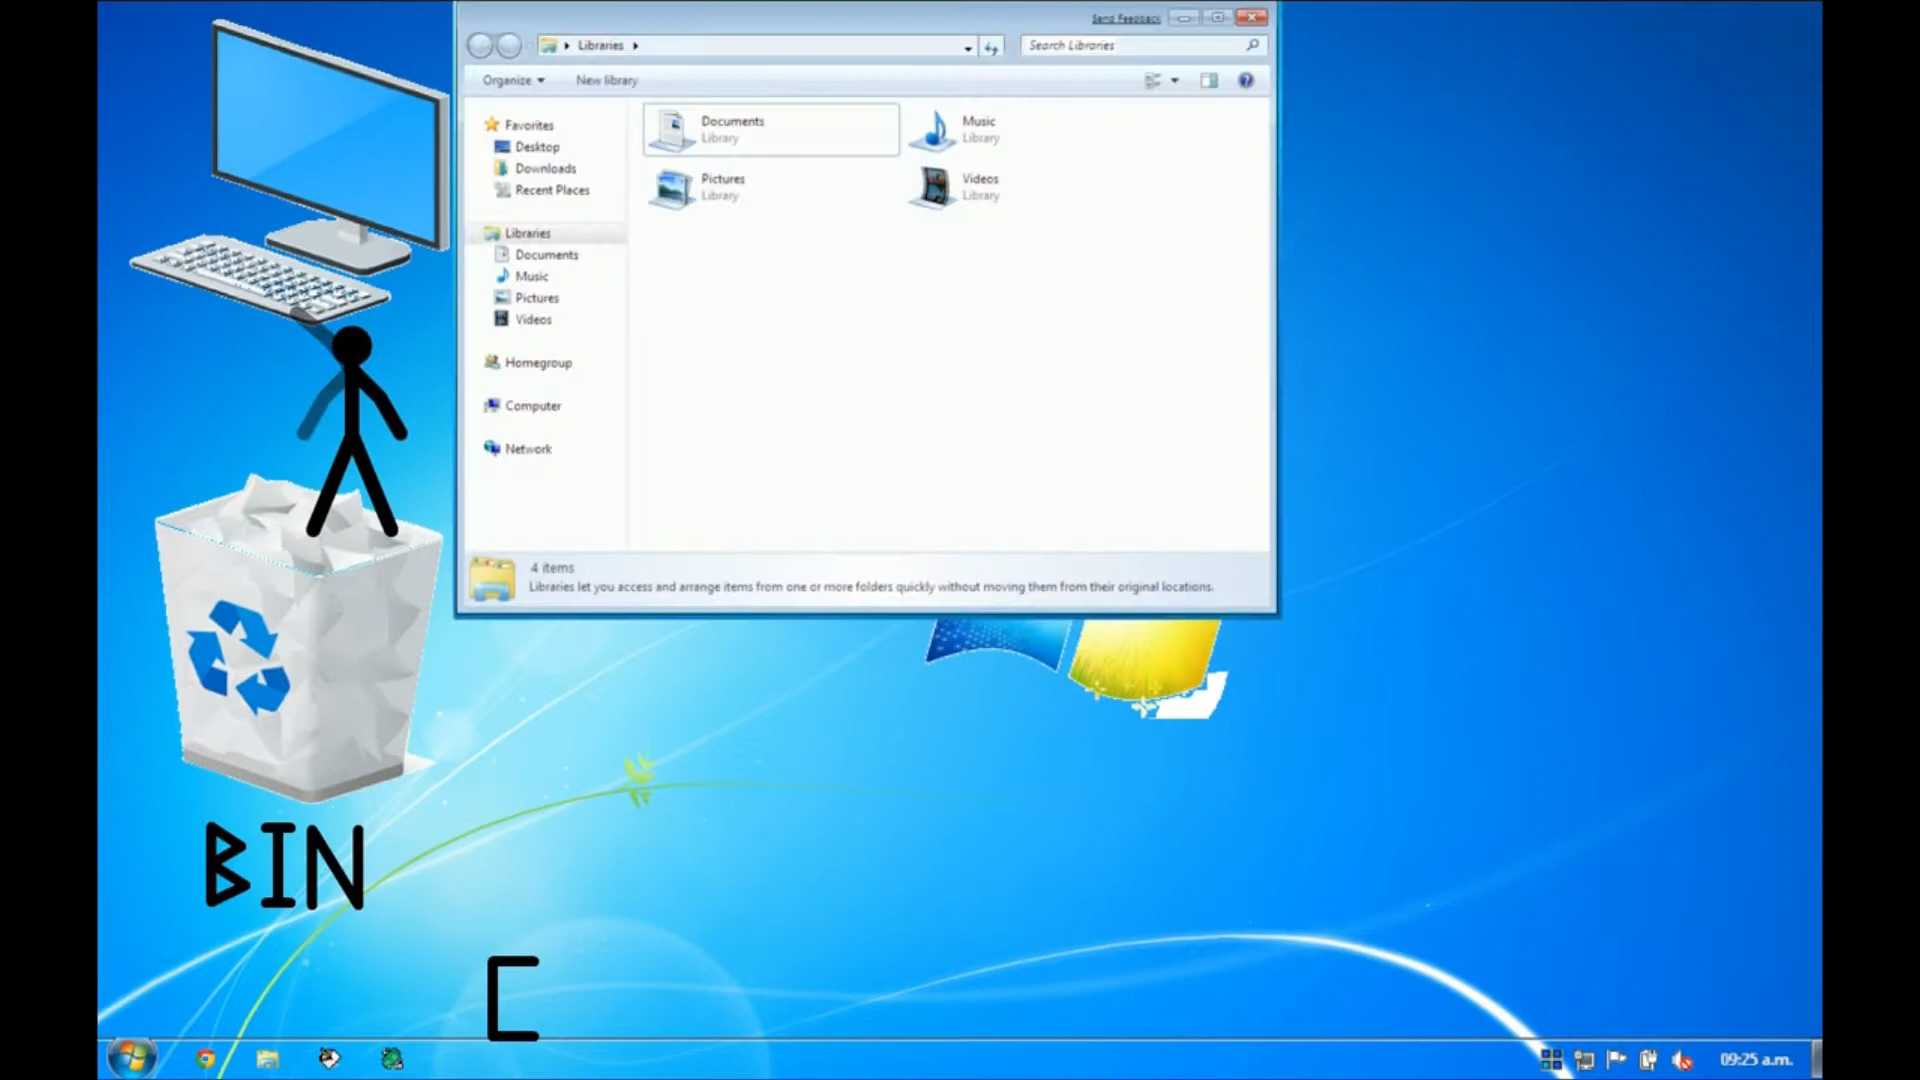 Send Feedback
Libraries
Search Libraries
Organize
New library
Favorites
Desktop
Downloads
Recent Places
Libraries
Documents
Music
Pictures
Videos
Homegroup
Computer
Network
Documents
Library
Music
Library
Pictures
Library
Videos
Library
4 items
Libraries let you access and arrange items from one or more folders quickly without moving them from their original locations.
BIN
C
09:25 a.m.